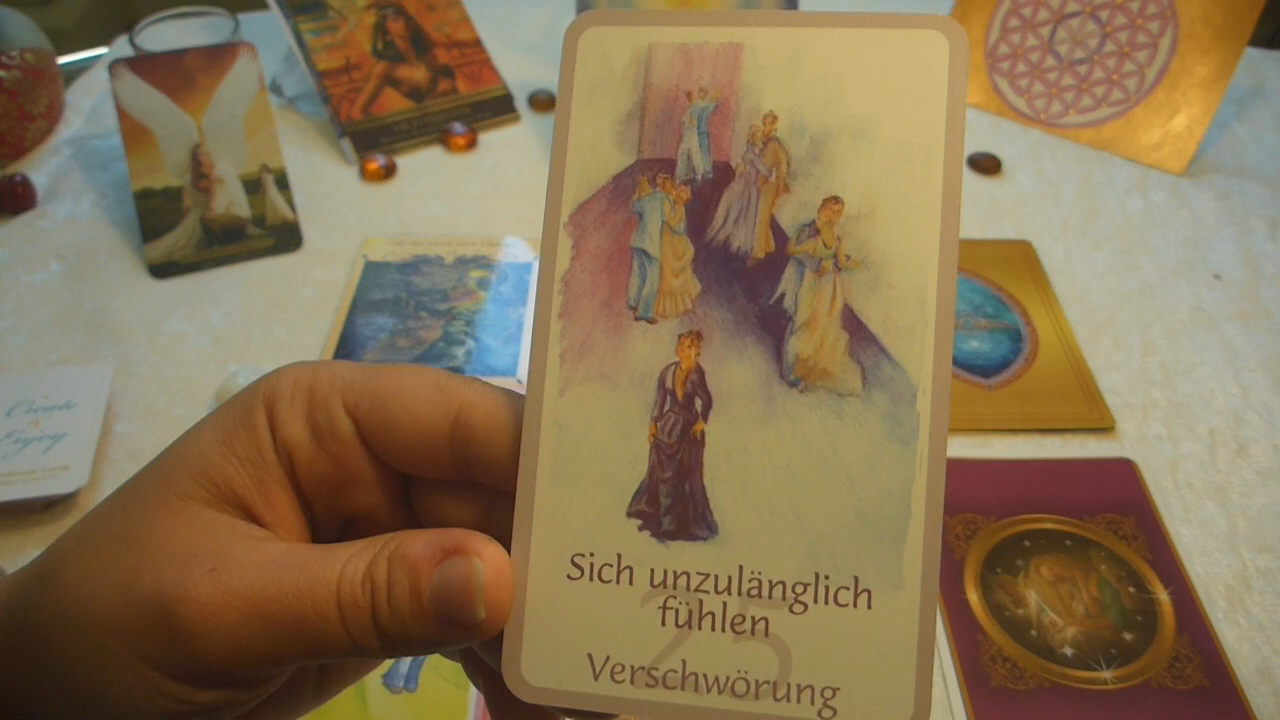 Create
&
Enjoy
Sich unzulänglich
fühlen
25
Verschwörung